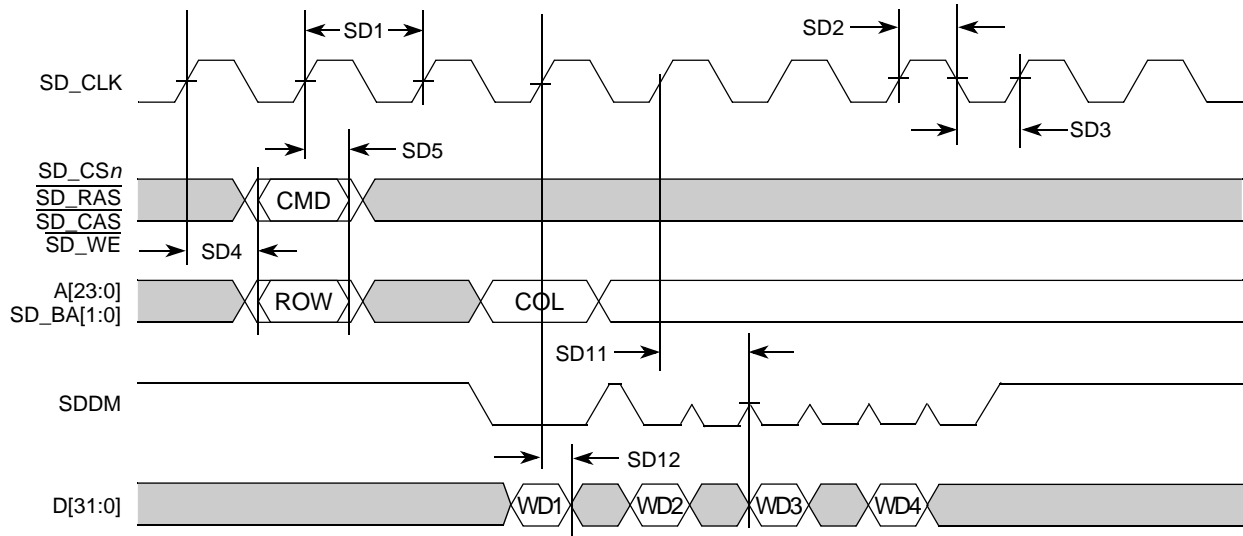 SD1
SD2
SD_CLK
SD3
SD5
SD_CSn
SD_RAS
SD_CAS
SD_WE
CMD
SD4
A[23:0]
SD_BA[1:0]
ROW
COL
SD11
SDDM
SD12
D[31:0]
WD1
WD2
WD3
WD4